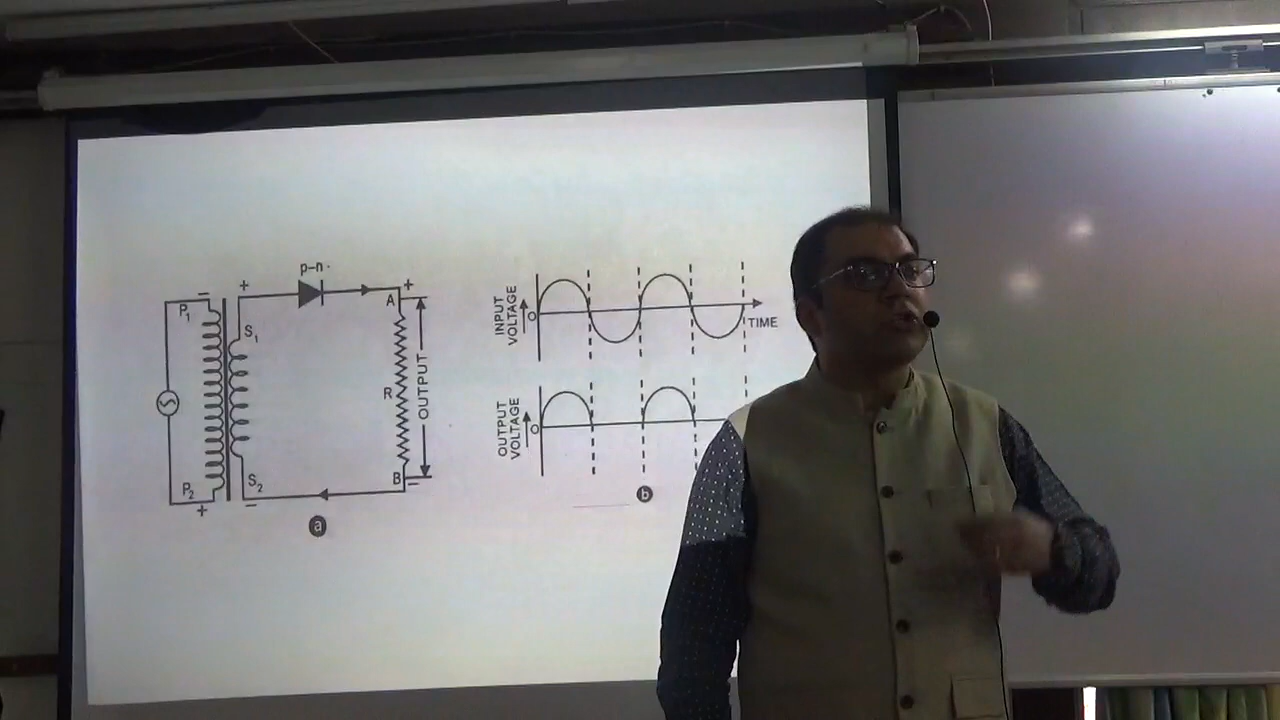 p-n
+
+
−
P1
S1
A
R
OUTPUT
P2
S2
B
−
+
−
a
INPUT
VOLTAGE
O
TIME
OUTPUT
VOLTAGE
O
b